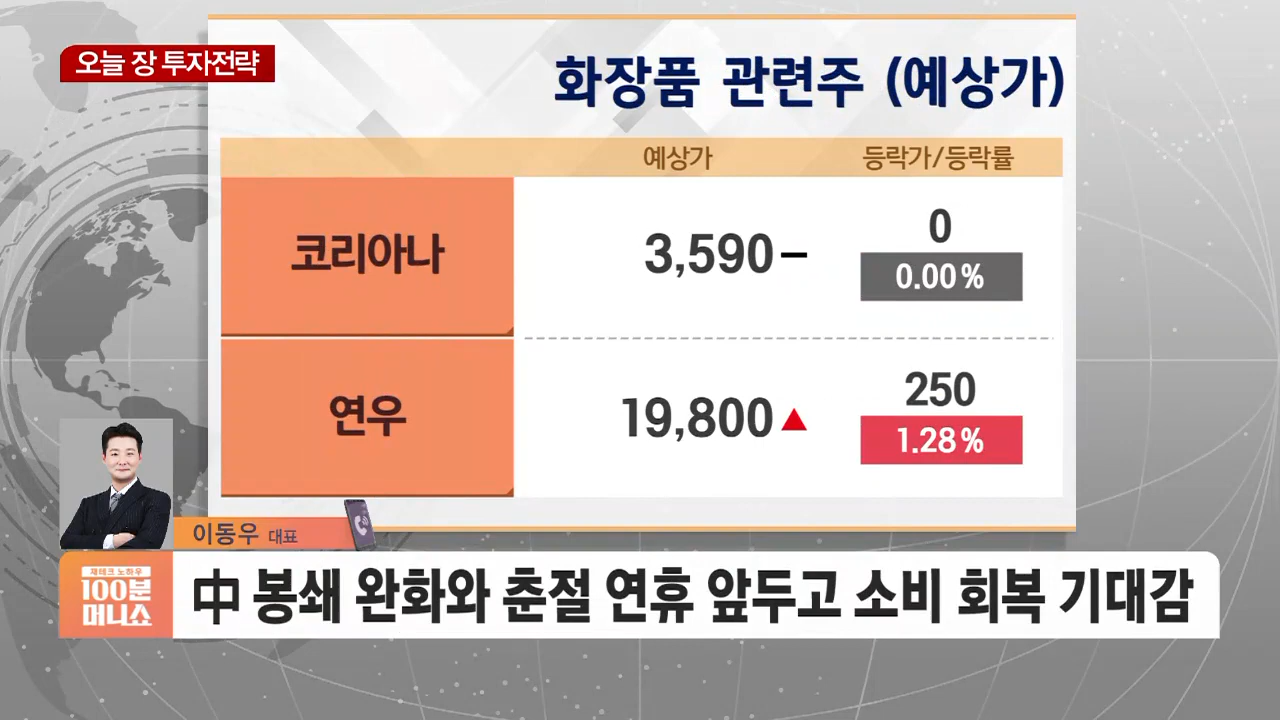 오늘 장 투자전략
화장품 관련주 (예상가)
예상가 등락가/등락률
코리아나 3,590 – 0
0.00%
연우 19,800 ▲ 250
1.28%
이동우 대표
재테크 노하우
100분
머니쇼
中 봉쇄 완화와 춘절 연휴 앞두고 소비 회복 기대감